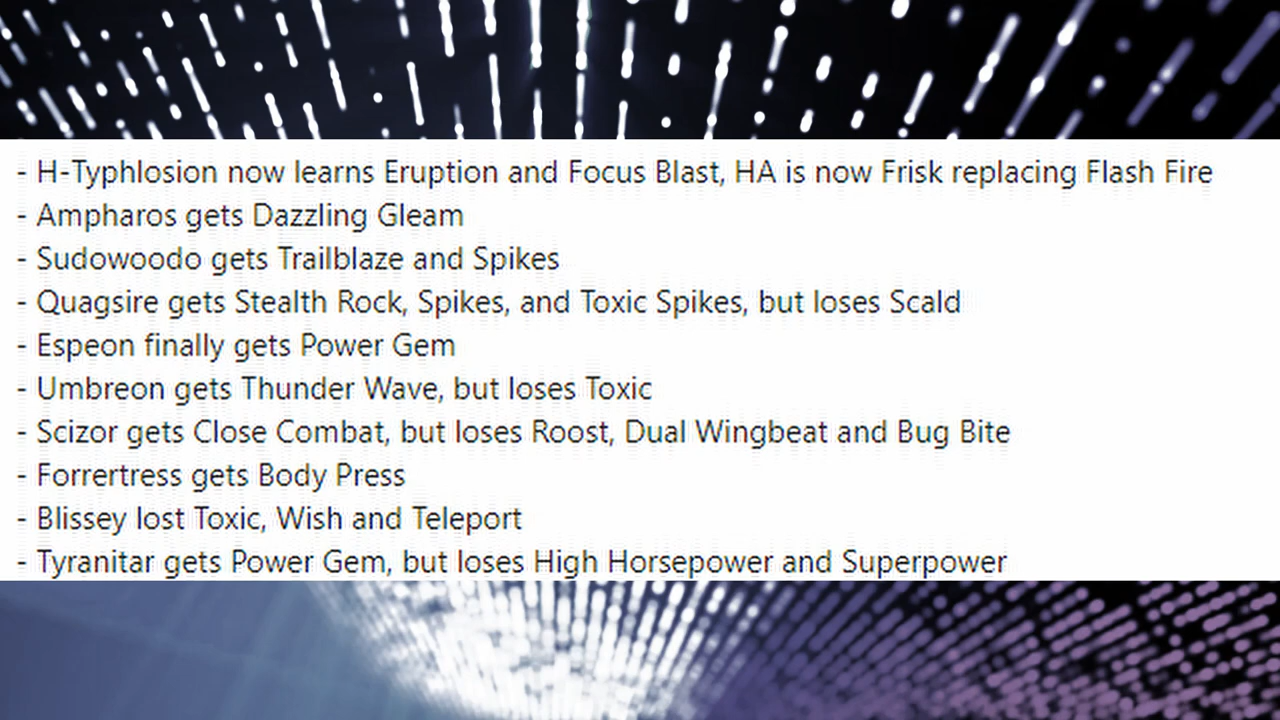 - H-Typhlosion now learns Eruption and Focus Blast, HA is now Frisk replacing Flash Fire
- Ampharos gets Dazzling Gleam
- Sudowoodo gets Trailblaze and Spikes
- Quagsire gets Stealth Rock, Spikes, and Toxic Spikes, but loses Scald
- Espeon finally gets Power Gem
- Umbreon gets Thunder Wave, but loses Toxic
- Scizor gets Close Combat, but loses Roost, Dual Wingbeat and Bug Bite
- Forrertress gets Body Press
- Blissey lost Toxic, Wish and Teleport
- Tyranitar gets Power Gem, but loses High Horsepower and Superpower